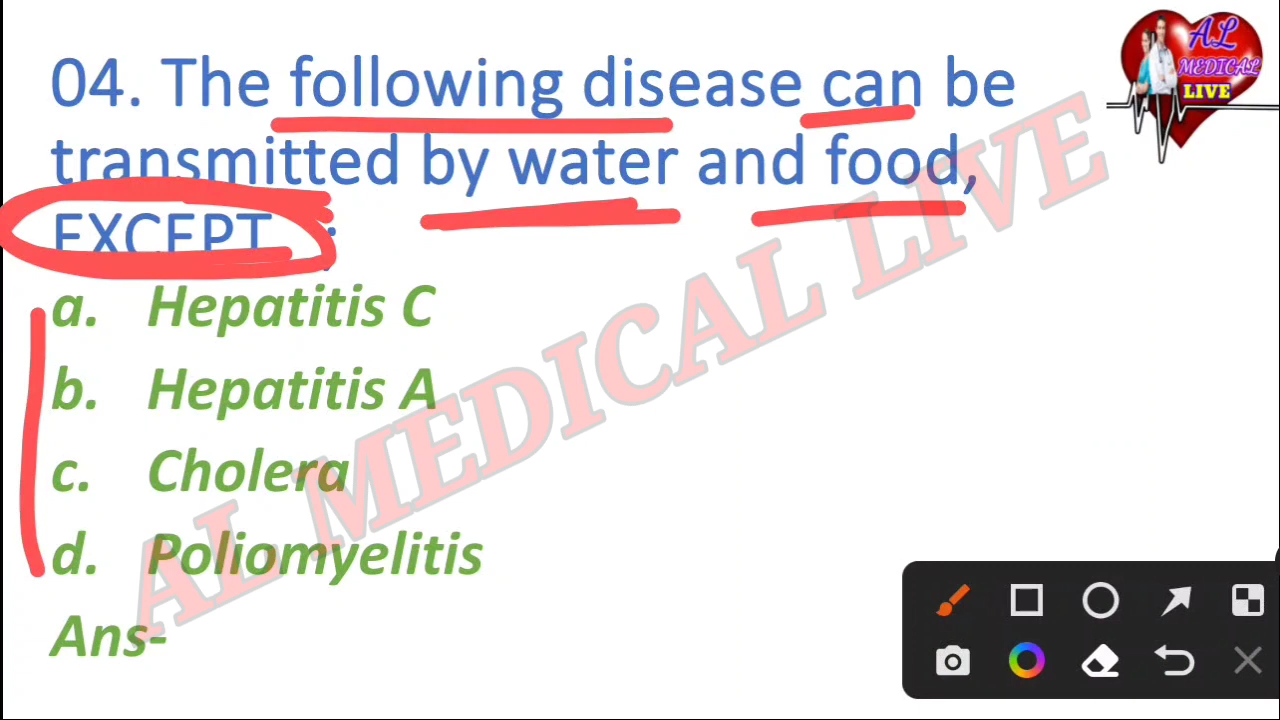 04. The following disease can be
transmitted by water and food,
EXCEPT ;
a. Hepatitis C
b. Hepatitis A
c. Cholera
d. Poliomyelitis
Ans-
AL MEDICAL LIVE
AL
MEDICAL
LIVE